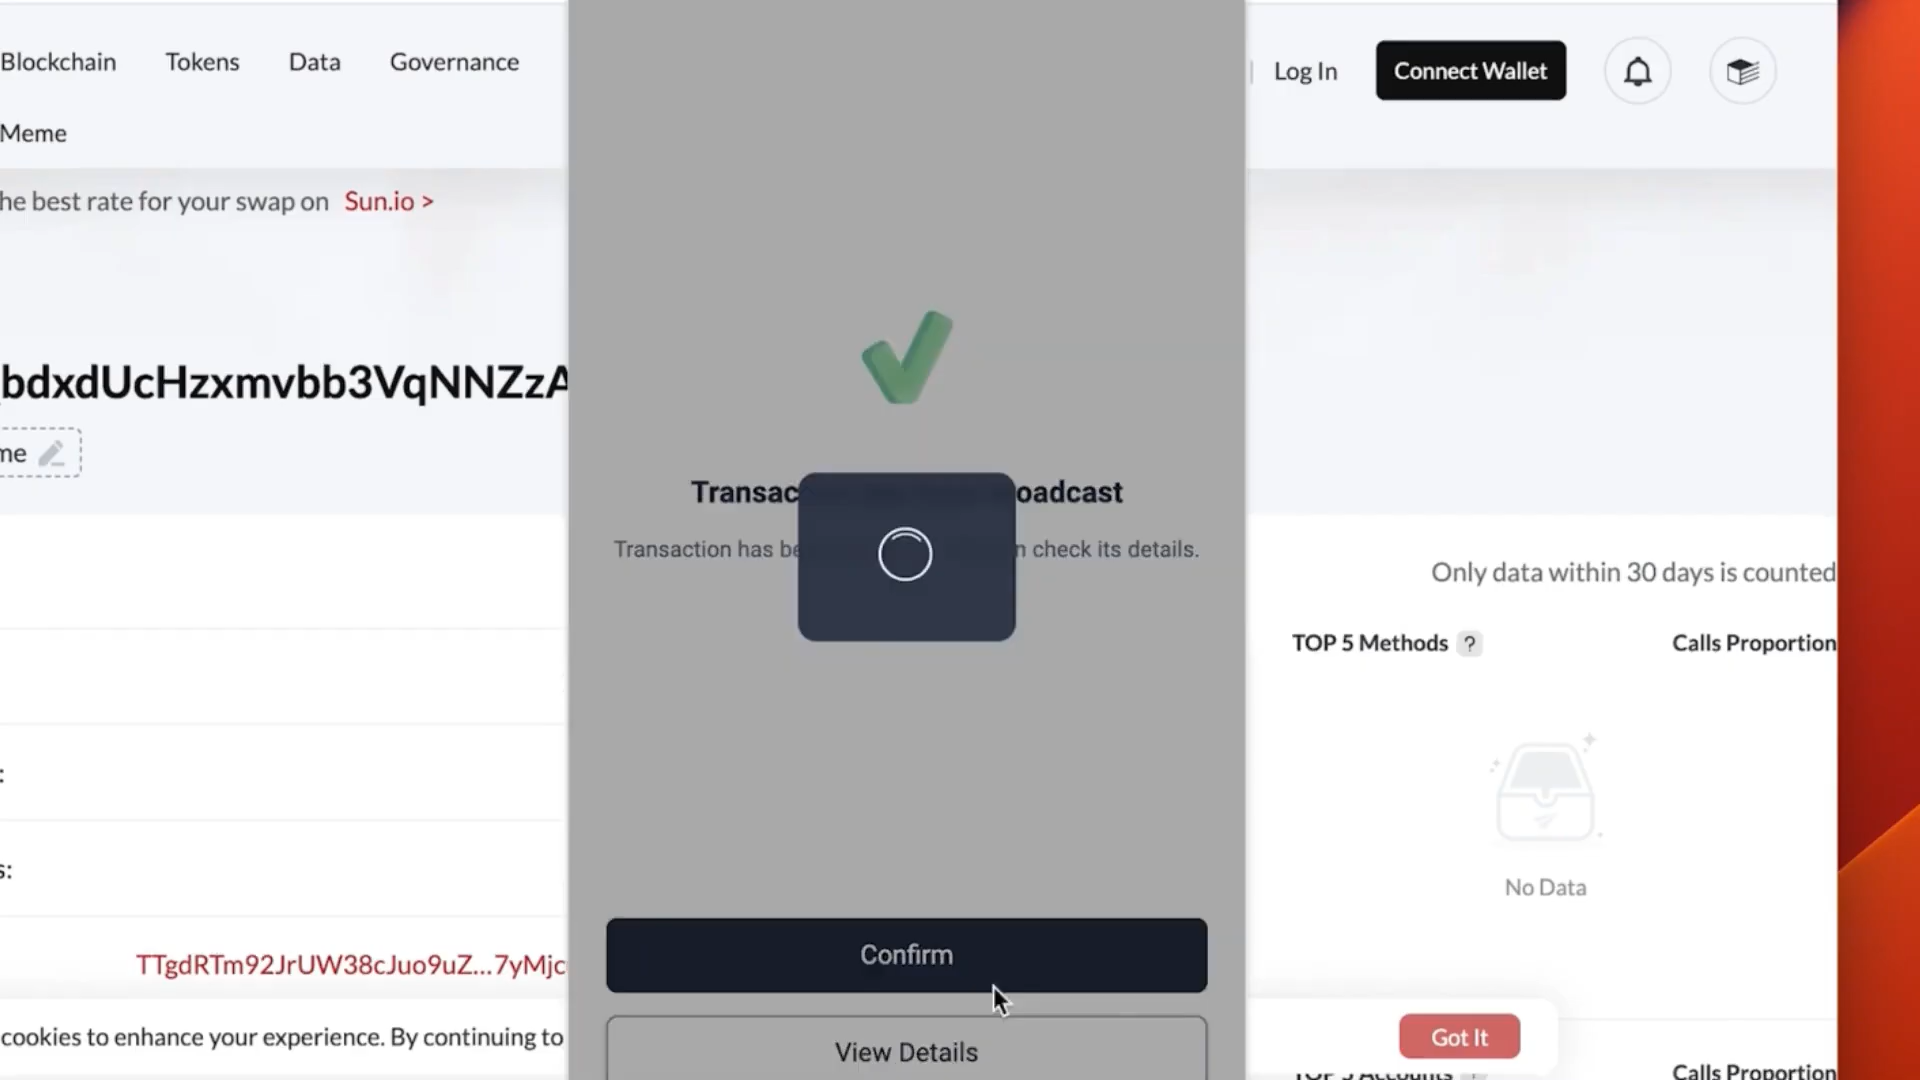 Blockchain Tokens Data Governance
Log In Connect Wallet
Meme
he best rate for your swap on Sun.io >
bdxdUcHzxmvbb3VqNNZzA
me
Transac oadcast
Transaction has be n check its details.
Only data within 30 days is counted
TOP 5 Methods ? Calls Proportion
:
No Data
s:
Confirm
TTgdRTm92JrUW38cJuo9uZ...7yMjc
cookies to enhance your experience. By continuing to
Got It
View Details
TOP 5 Accounts Calls Proportion